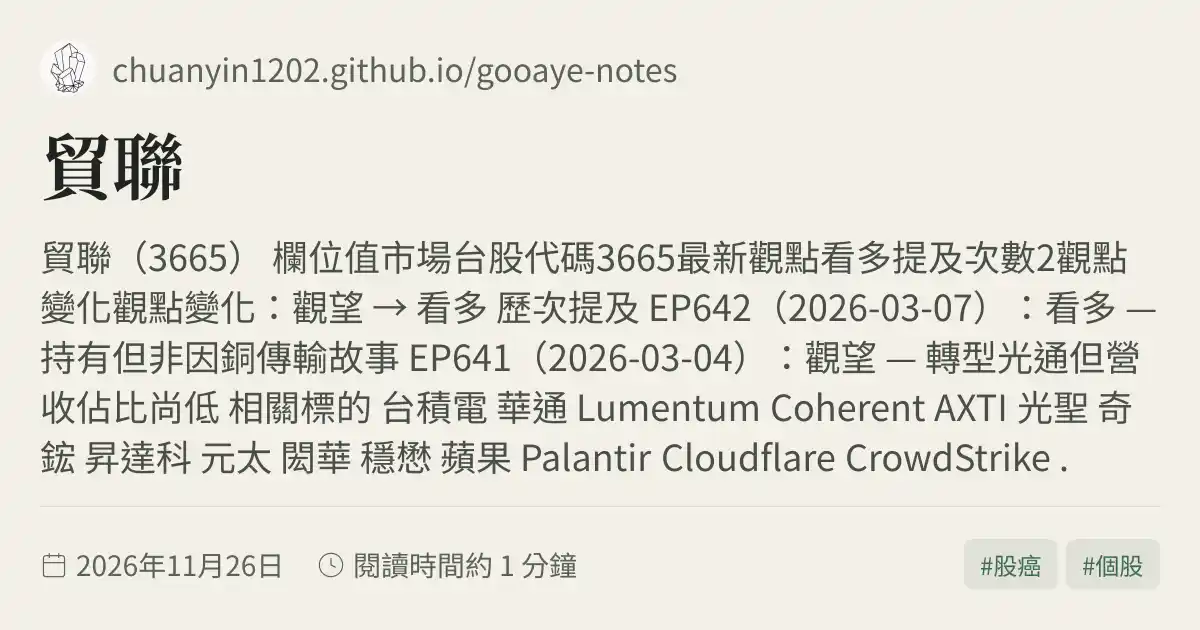 chuanyin1202.github.io/gooaye-notes
貿聯
貿聯（3665） 欄位值市場台股代碼3665最新觀點看多提及次數2觀點
變化觀點變化：觀望 → 看多 歷次提及 EP642（2026-03-07）：看多 —
持有但非因銅傳輸故事 EP641（2026-03-04）：觀望 — 轉型光通但營
收佔比尚低 相關標的 台積電 華通 Lumentum Coherent AXTI 光聖 奇
鋐 昇達科 元太 閎華 穩懋 蘋果 Palantir Cloudflare CrowdStrike .
2026年11月26日
閱讀時間約 1 分鐘
#股癌
#個股